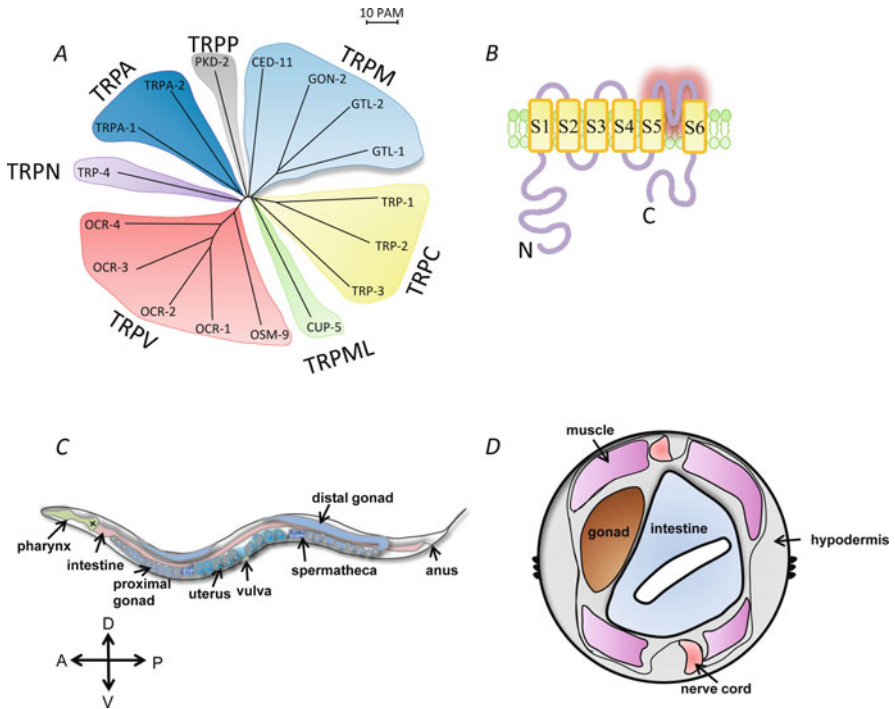 10 PAM
A
TRPA
TRPP
TRPM
TRPN
TRPV
TRPML
TRPC
PKD-2
CED-11
GON-2
GTL-2
GTL-1
TRPA-2
TRPA-1
TRP-4
TRP-1
TRP-2
TRP-3
OCR-4
OCR-3
OCR-2
OCR-1
OSM-9
CUP-5
B
S1 S2 S3 S4 S5 S6
N
C
C
distal gonad
pharynx
intestine
proximal
gonad
uterus
vulva
spermatheca
anus
D
A
P
V
D
muscle
gonad
intestine
hypodermis
nerve cord